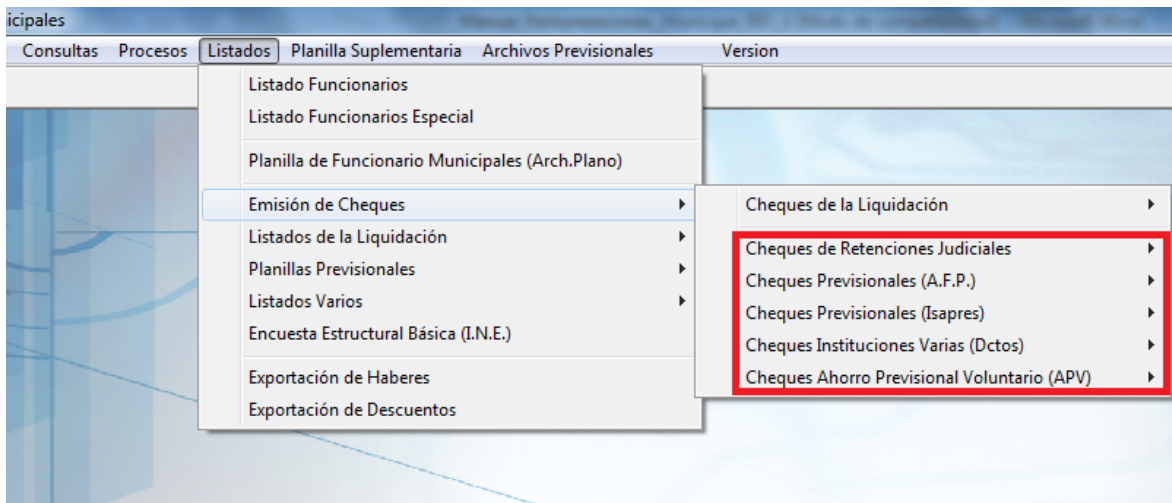 icipales
Consultas Procesos Listados Planilla Suplementaria Archivos Previsionales Version
Listado Funcionarios
Listado Funcionarios Especial
Planilla de Funcionario Municipales (Arch.Plano)
Emisión de Cheques
Listados de la Liquidación
Planillas Previsionales
Listados Varios
Encuesta Estructural Básica (I.N.E.)
Exportación de Haberes
Exportación de Descuentos
Cheques de la Liquidación
Cheques de Retenciones Judiciales
Cheques Previsionales (A.F.P.)
Cheques Previsionales (Isapres)
Cheques Instituciones Varias (Dctos)
Cheques Ahorro Previsional Voluntario (APV)